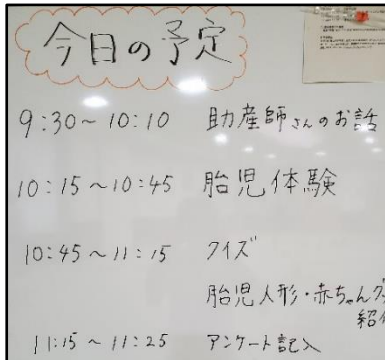 今日の予定
9:30～10:10 助産師さんのお話
10:15～10:45 胎児体験
10:45～11:15 クイズ
胎児人形・赤ちゃん
紹
11:15～11:25 アンケート記入